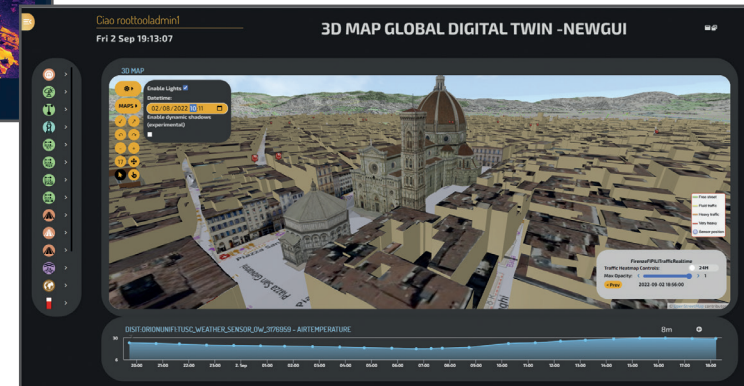 Ciao roottooladmin1
Fri 2 Sep 19:13:07
3D MAP GLOBAL DIGITAL TWIN -NEWGUI
3D MAP
MAPS
Enable Lights
Datetime:
02/08/2022 10:11
Enable dynamic shadows
(experimental)
Piazza San Giovanni
Free street
Fluid traffic
Heavy traffic
Very heavy
Sensor position
FirenzeFIPILITrafficRealtime
Traffic Heatmap Controls:
24H
Max Opacity:
1
< Prev
2022-09-02 18:56:00
DISIT:ORIONUNIFI:TUSC_WEATHER_SENSOR_OW_3176959 - AIRTEMPERATURE
8m
20:00 21:00 22:00 23:00 2. Sep 01:00 02:00 03:00 04:00 05:00 06:00 07:00 08:00 09:00 10:00 11:00 12:00 13:00 14:00 15:00 16:00 17:00 18:00